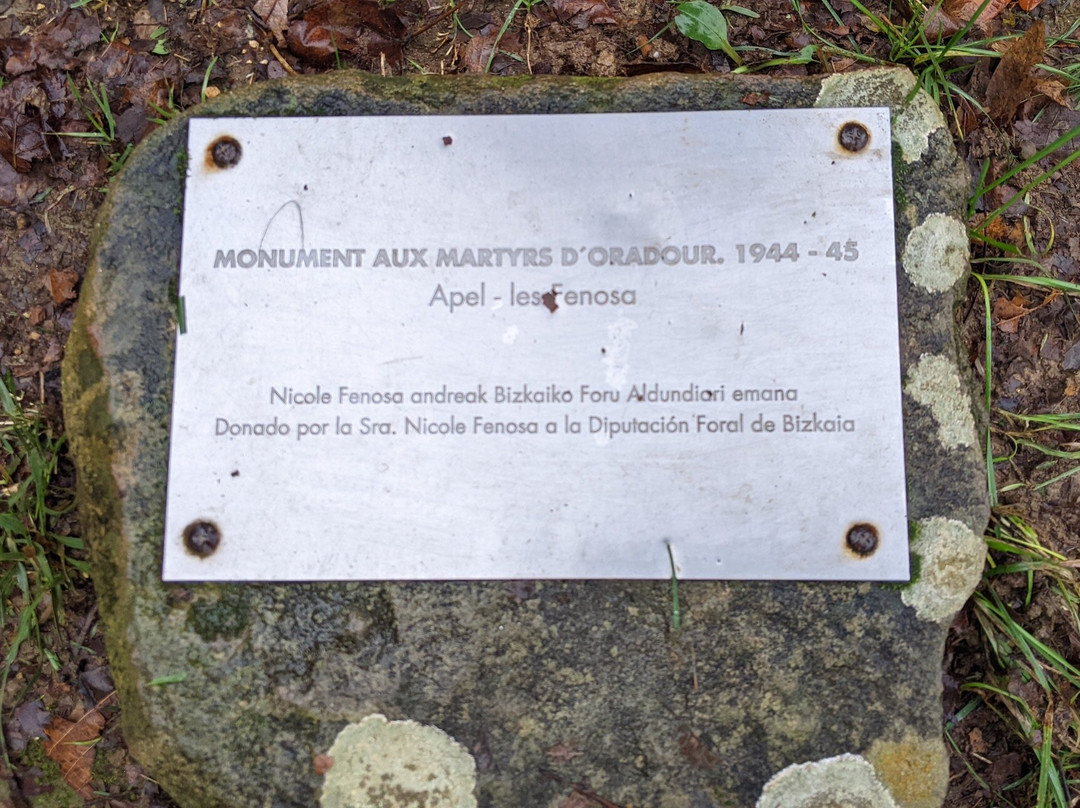 MONUMENT AUX MARTYRS D´ORADOUR. 1944 - 45
Apel - les Fenosa
Nicole Fenosa andreak Bizkaiko Foru Aldundiari emana
Donado por la Sra. Nicole Fenosa a la Diputación Foral de Bizkaia